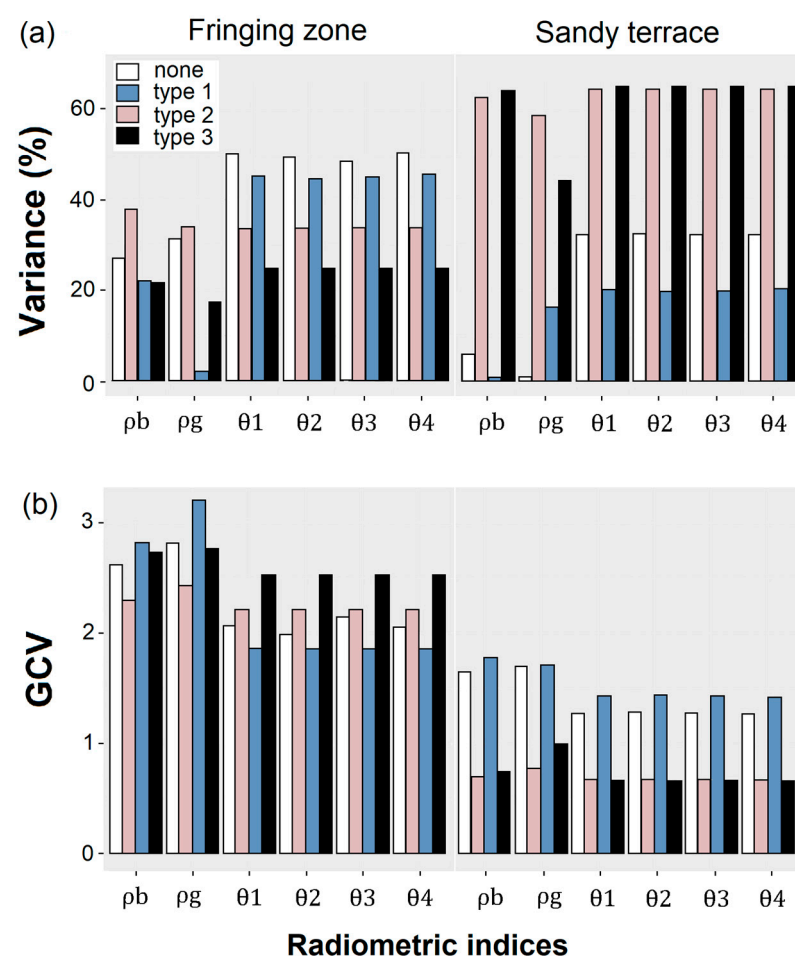 (a) Fringing zone Sandy terrace
none
type 1
type 2
type 3
Variance (%)
60
40
20
0
ρb ρg θ1 θ2 θ3 θ4 ρb ρg θ1 θ2 θ3 θ4
(b)
GCV
3
2
1
0
ρb ρg θ1 θ2 θ3 θ4 ρb ρg θ1 θ2 θ3 θ4
Radiometric indices